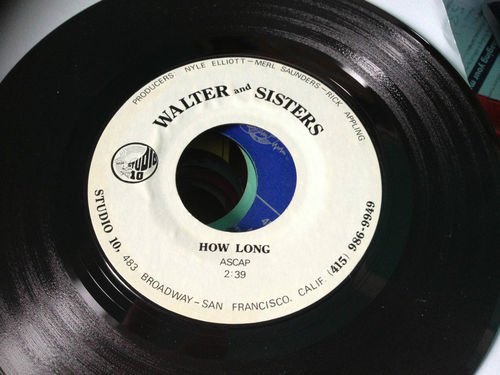 PRODUCERS NYLE ELLIOTT—MERL SAUNDERS—RICK APPLING
WALTER and SISTERS
STUDIO
10
HOW LONG
ASCAP
2:39
STUDIO 10, 483 BROADWAY—SAN FRANCISCO. CALIF. (415) 986-9949